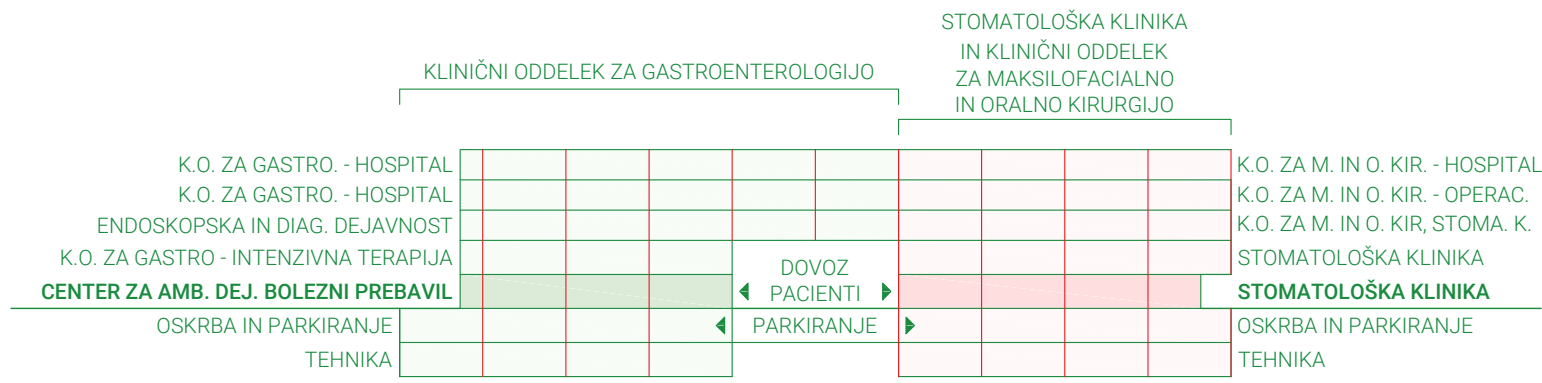 STOMATOLOŠKA KLINIKA
IN KLINIČNI ODDELEK
ZA MAKSILOFACIALNO
IN ORALNO KIRURGIJO
KLINIČNI ODDELEK ZA GASTROENTEROLOGIJO
K.O. ZA GASTRO. - HOSPITAL
K.O. ZA GASTRO. - HOSPITAL
ENDOSKOPSKA IN DIAG. DEJAVNOST
K.O. ZA GASTRO - INTENZIVNA TERAPIJA
CENTER ZA AMB. DEJ. BOLEZNI PREBAVIL
OSKRBA IN PARKIRANJE
TEHNIKA
DOVOZ
PACIENTI
PARKIRANJE
K.O. ZA M. IN O. KIR. - HOSPITAL
K.O. ZA M. IN O. KIR. - OPERAC.
K.O. ZA M. IN O. KIR, STOMA. K.
STOMATOLOŠKA KLINIKA
STOMATOLOŠKA KLINIKA
OSKRBA IN PARKIRANJE
TEHNIKA